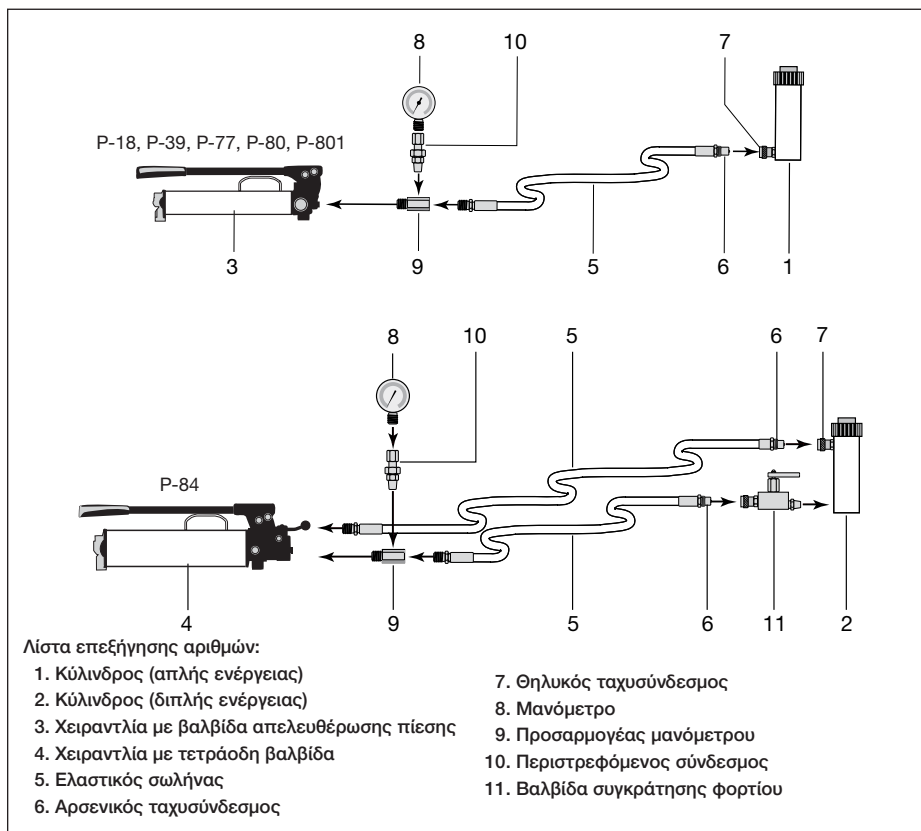 8 10 7
P-18, P-39, P-77, P-80, P-801
3 9 5 6 1
8 10 5 6 7
P-84
4 9 5 6 11 2
Λίστα επεξήγησης αριθμών:
1. Κύλινδρος (απλής ενέργειας)
2. Κύλινδρος (διπλής ενέργειας)
3. Χειραντλία με βαλβίδα απελευθέρωσης πίεσης
4. Χειραντλία με τετράοδη βαλβίδα
5. Ελαστικός σωλήνας
6. Αρσενικός ταχυσύνδεσμος
7. Θηλυκός ταχυσύνδεσμος
8. Μανόμετρο
9. Προσαρμογέας μανόμετρου
10. Περιστρεφόμενος σύνδεσμος
11. Βαλβίδα συγκράτησης φορτίου